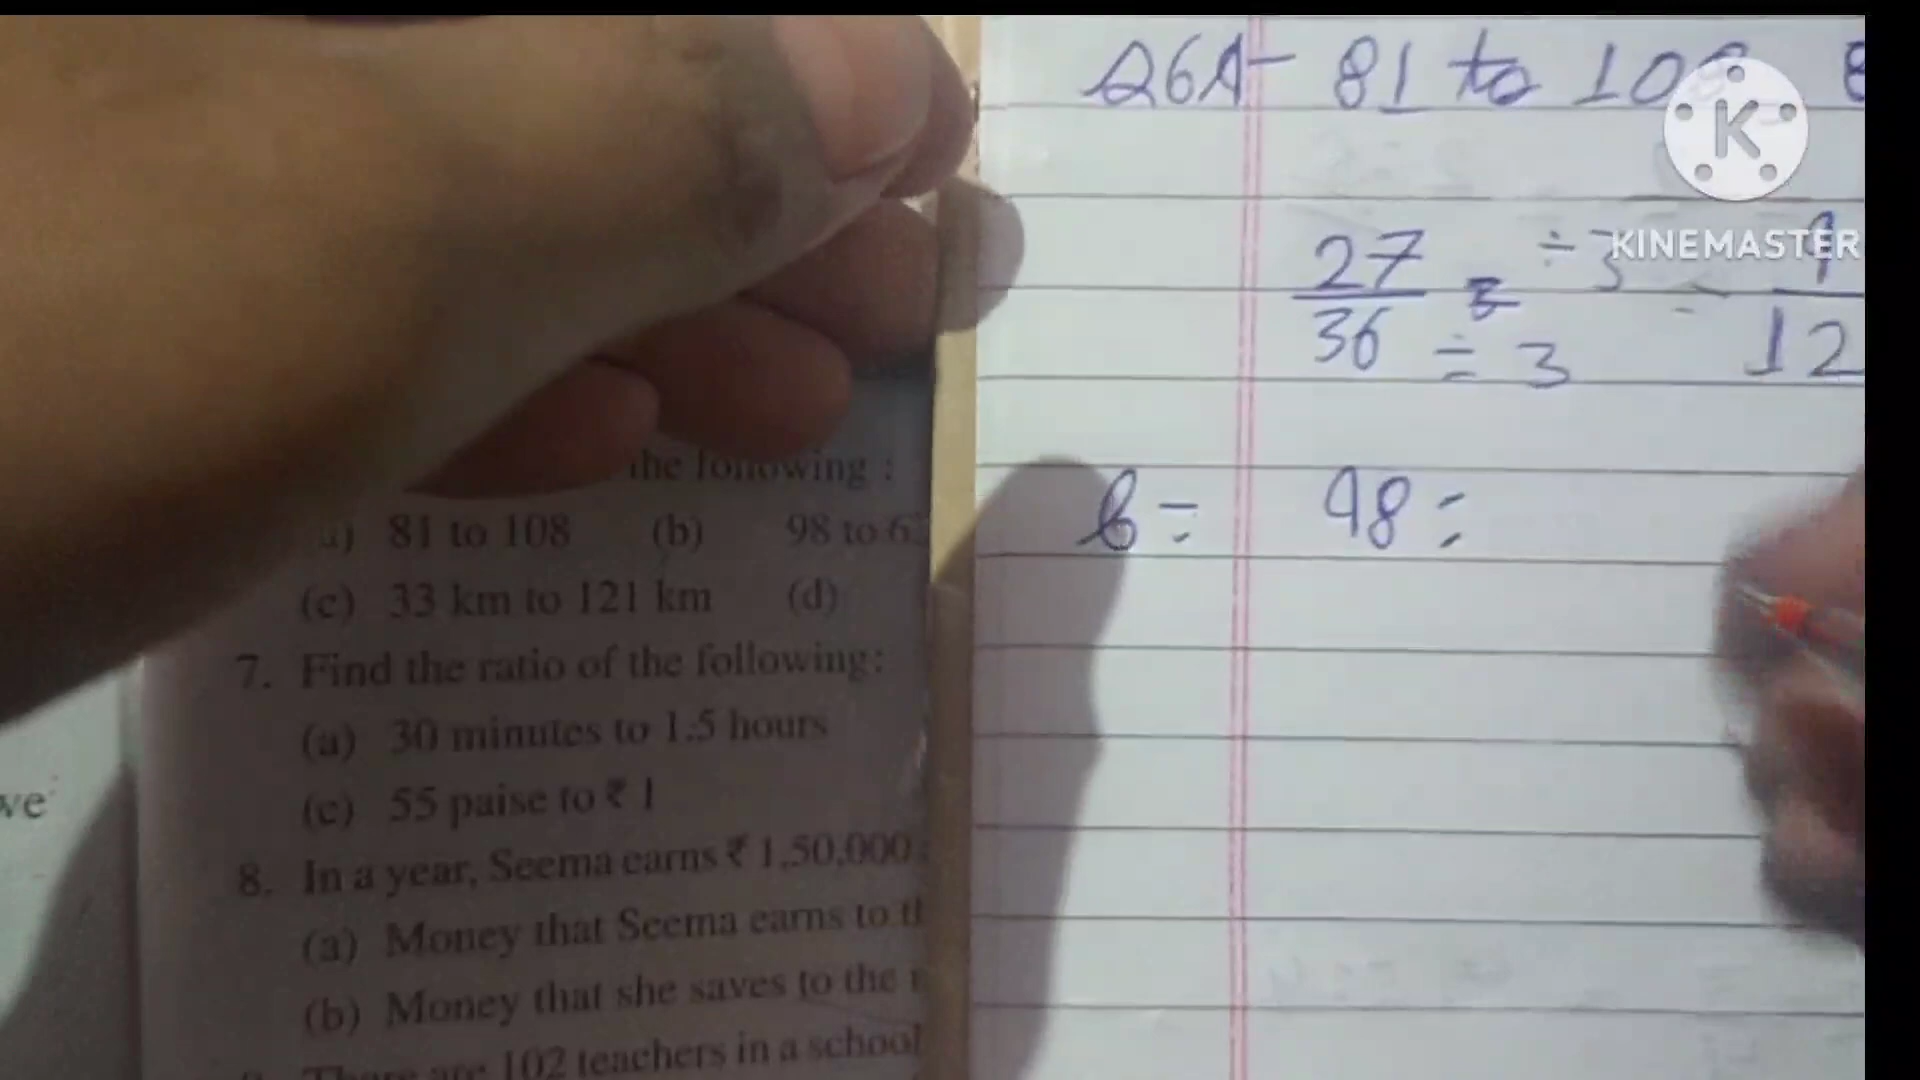 the following :
81 to 108 (b) 98 to 6
(c) 33 km to 121 km (d)
7. Find the ratio of the following:
(a) 30 minutes to 1.5 hours
(c) 55 paise to ₹ 1
8. In a year, Seema earns ₹ 1,50,000
(a) Money that Seema earns to
(b) Money that she saves to the
There are 102 teachers in a school
81 to 108
27/36 ÷3 ÷3 = 9/12
98 :
KINEMASTER
K